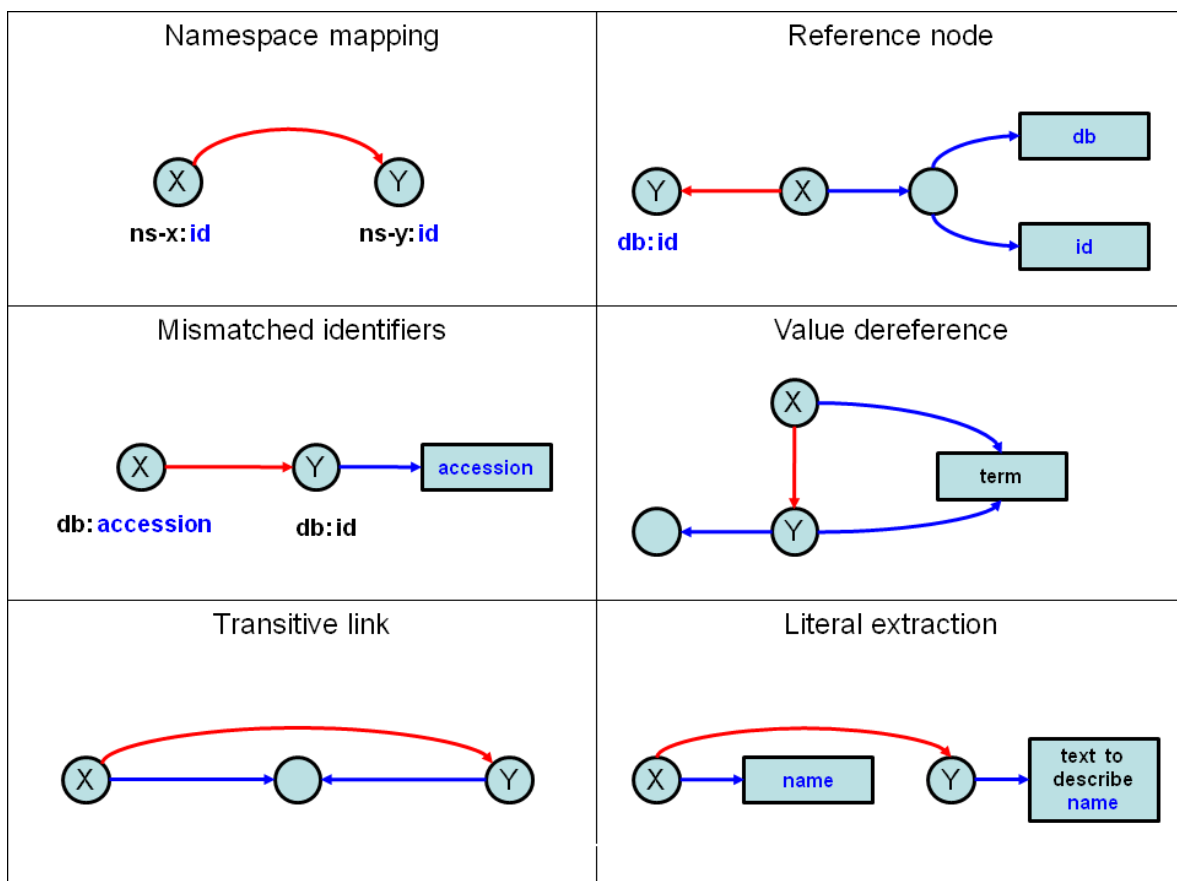 Namespace mapping
X
Y
ns-x:id
ns-y:id
Reference node
db
Y
X
db:id
id
Mismatched identifiers
X
Y
accession
db:accession
db:id
Value dereference
X
term
Y
Transitive link
X
Y
Literal extraction
X
name
Y
text to
describe
name